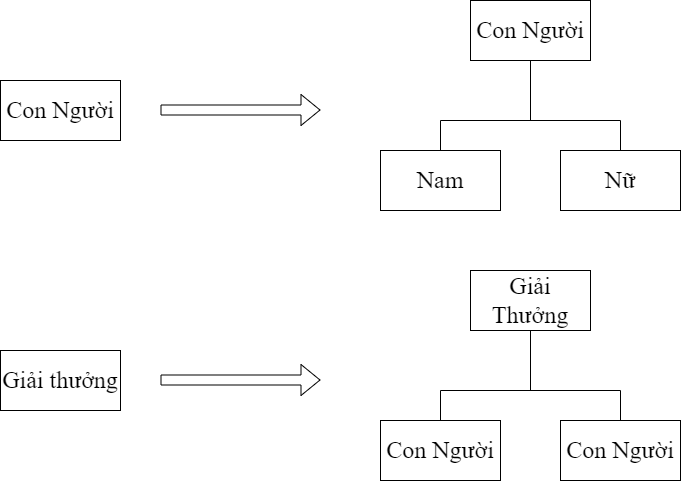 Con Người
Con Người
Nam
Nữ
Giải
Thưởng
Giải thưởng
Con Người
Con Người